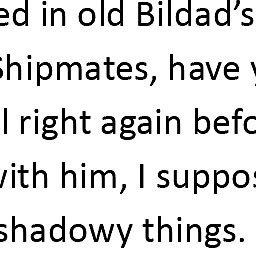 ed in old Bildad’s
Shipmates, have y
l right again befo
with him, I suppos
shadowy things.